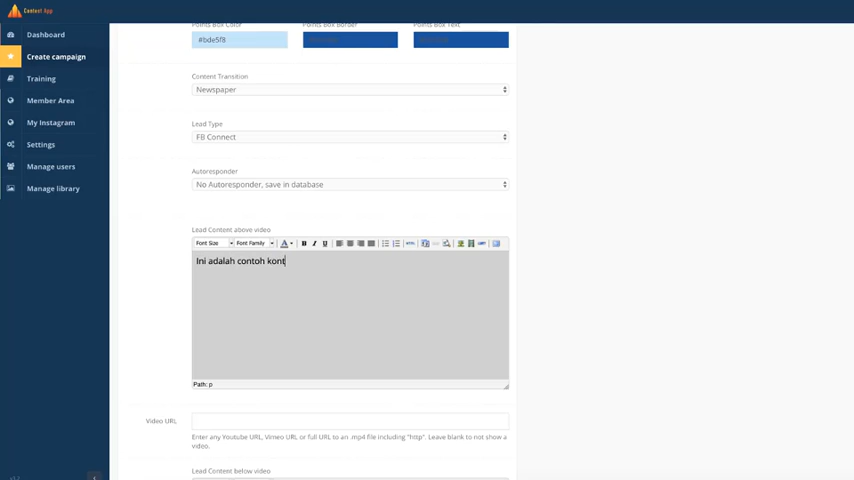 Contest App
Points Box Color
Points Box Border
Points Box Text
Dashboard
#bde5f8
Create campaign
Content Transition
Training
Newspaper
Member Area
My Instagram
Lead Type
FB Connect
Settings
Manage users
Autoresponder
No Autoresponder, save in database
Manage library
Lead Content above video
Font Size
Font Family
A
B
I
U
HTML
Ini adalah contoh kont
Path: p
Video URL
Enter any Youtube URL, Vimeo URL or full URL to an .mp4 file including "http". Leave blank to not show a
video.
Lead Content below video